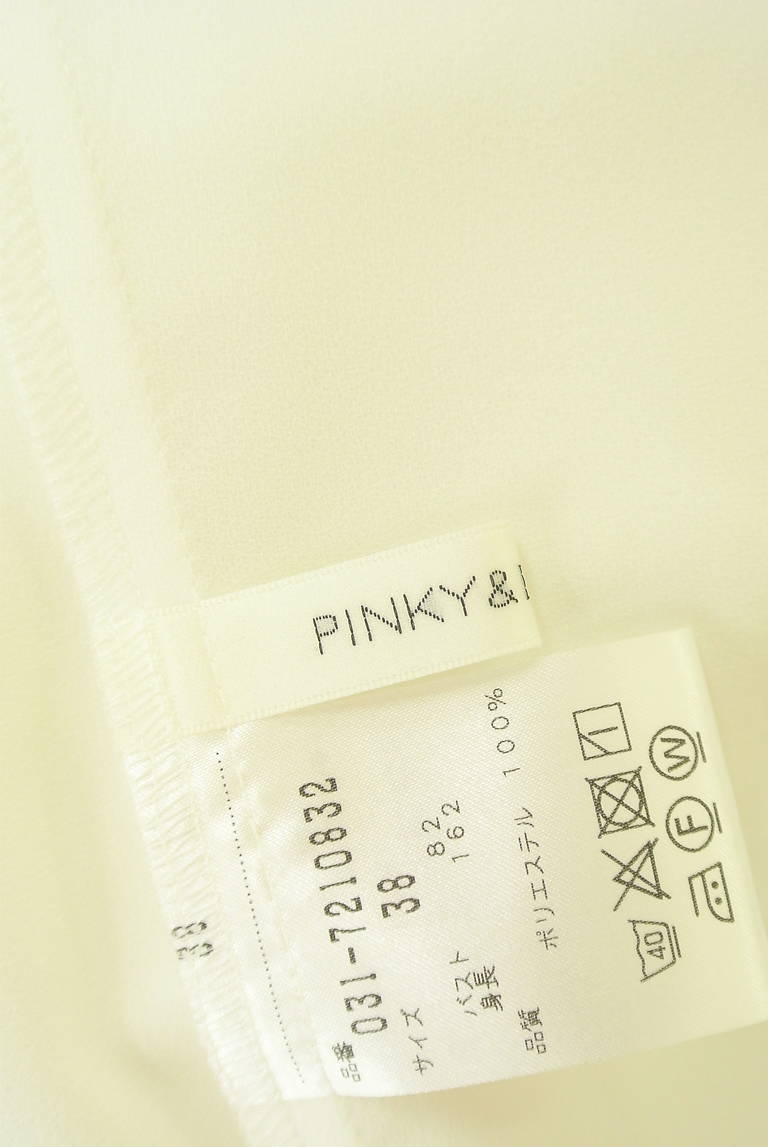 PINKY&
品番 031-7210832
サイズ 38
バスト 82
身長 162
品質 ポリエステル 100%
40
F
W
38